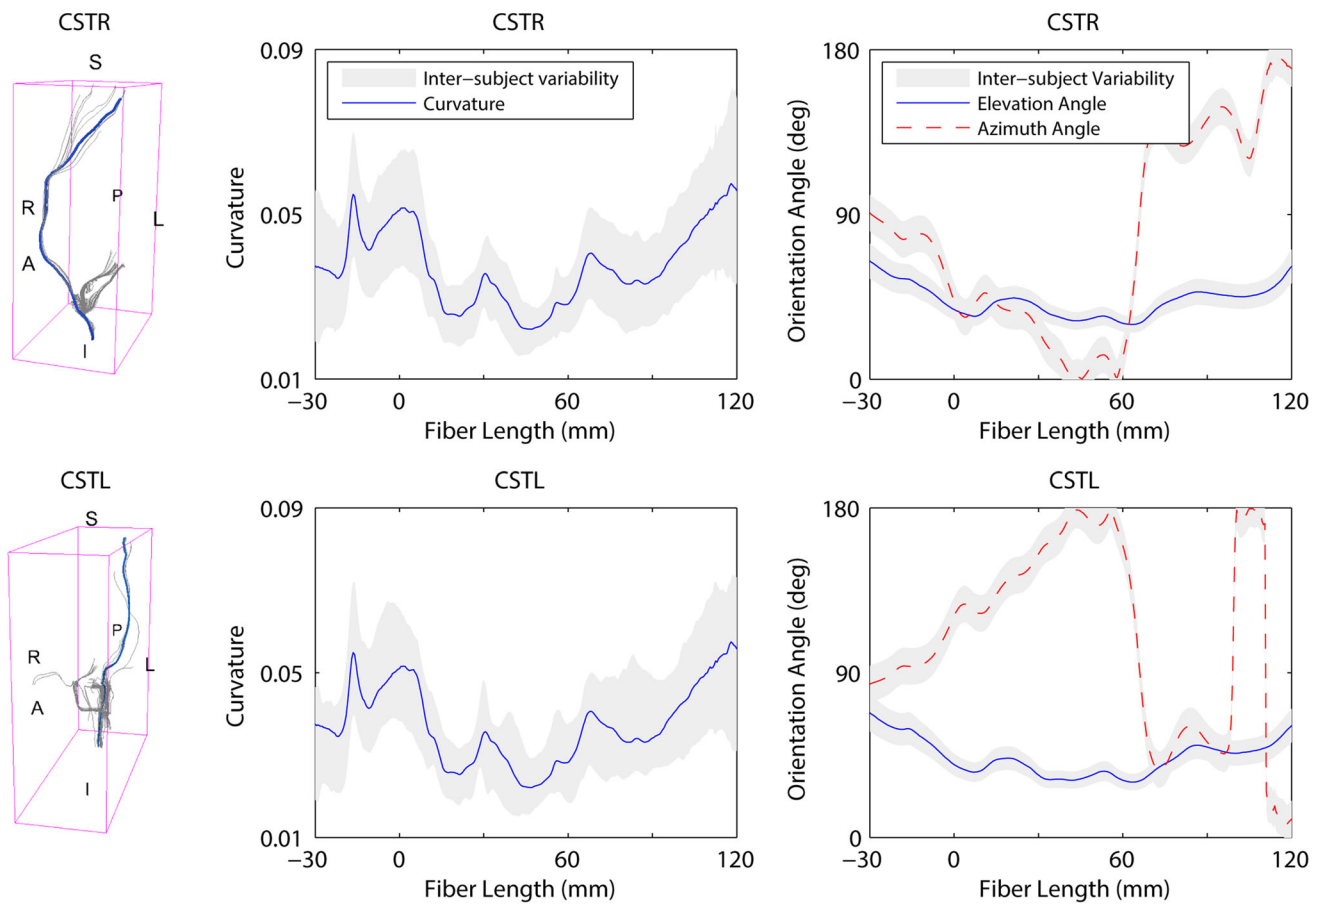 CSTR
S
R
P
L
A
I
CSTR
0.09
0.05
0.01
Curvature
Inter−subject variability
Curvature
−30 0 60 120
Fiber Length (mm)
CSTR
180
90
0
Orientation Angle (deg)
Inter−subject Variability
Elevation Angle
Azimuth Angle
−30 0 60 120
Fiber Length (mm)
CSTL
S
P
R
L
A
I
CSTL
0.09
0.05
0.01
Curvature
−30 0 60 120
Fiber Length (mm)
CSTL
180
90
0
Orientation Angle (deg)
−30 0 60 120
Fiber Length (mm)